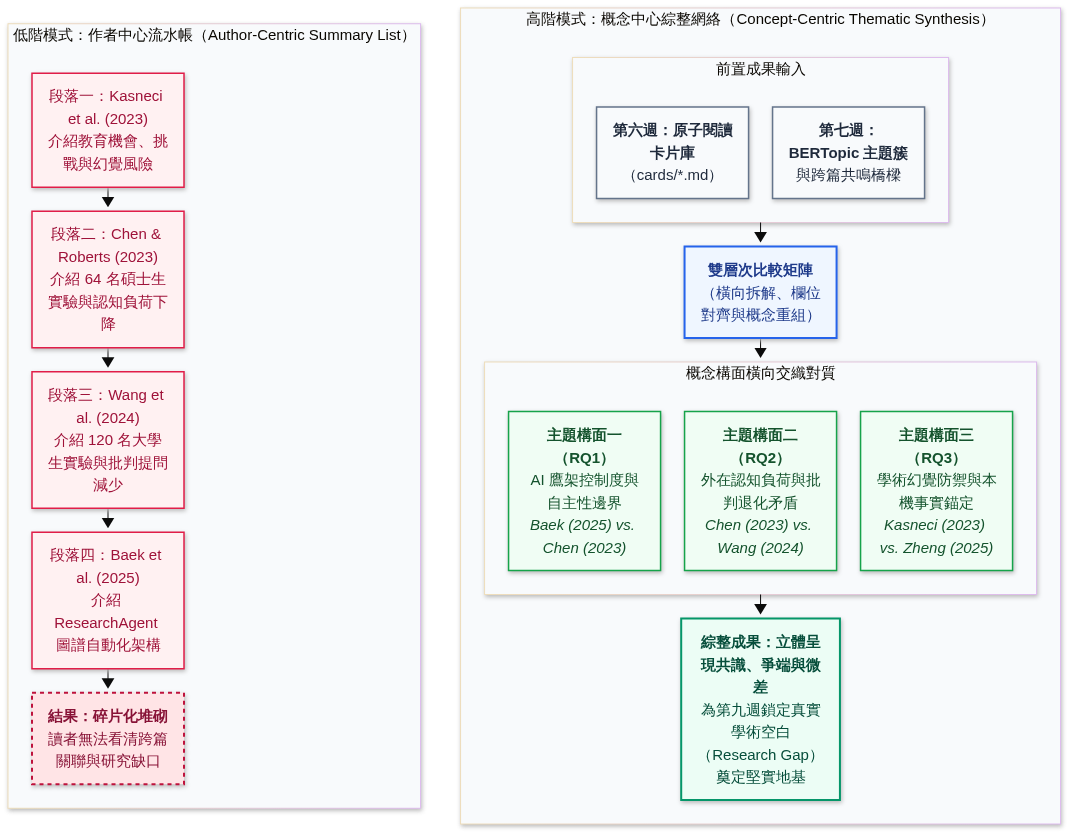 低階模式：作者中心流水帳（Author-Centric Summary List）
段落一：Kasneci
et al. (2023)
介紹教育機會、挑
戰與幻覺風險
段落二：Chen &
Roberts (2023)
介紹 64 名碩士生
實驗與認知負荷下
降
段落三：Wang et
al. (2024)
介紹 120 名大學
生實驗與批判提問
減少
段落四：Baek et
al. (2025)
介紹
ResearchAgent
圖譜自動化架構
結果：碎片化堆砌
讀者無法看清跨篇
關聯與研究缺口
高階模式：概念中心綜整網絡（Concept-Centric Thematic Synthesis）
前置成果輸入
第六週：原子閱讀
卡片庫
（cards/*.md）
第七週：
BERTopic 主題簇
與跨篇共鳴橋樑
雙層次比較矩陣
（橫向拆解、欄位
對齊與概念重組）
概念構面橫向交織對質
主題構面一
（RQ1）
AI 鷹架控制度與
自主性邊界
Baek (2025) vs.
Chen (2023)
主題構面二
（RQ2）
外在認知負荷與批
判退化矛盾
Chen (2023) vs.
Wang (2024)
主題構面三
（RQ3）
學術幻覺防禦與本
機事實錨定
Kasneci (2023)
vs. Zheng (2025)
綜整成果：立體呈
現共識、爭端與微
差
為第九週鎖定真實
學術空白
（Research Gap）
奠定堅實地基